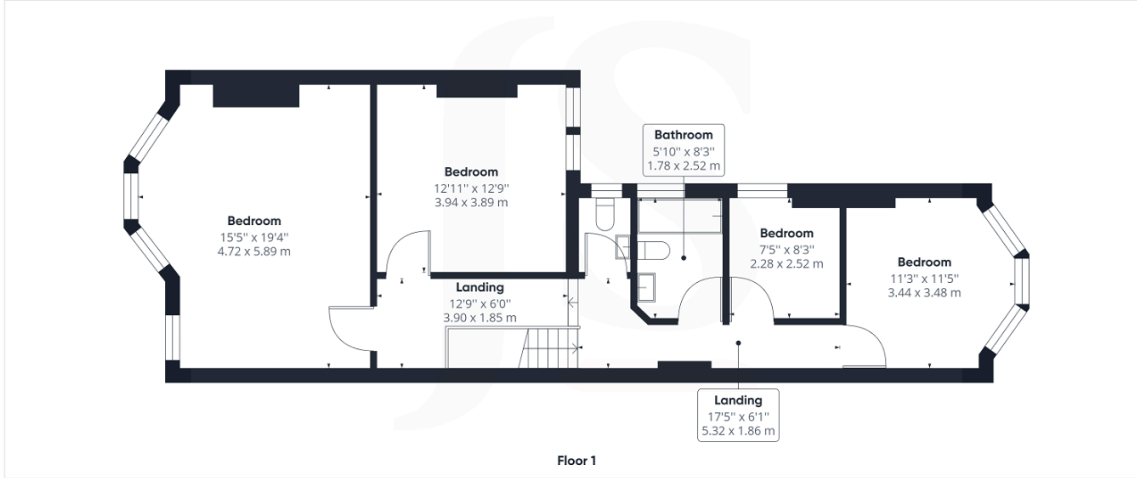 Bathroom
5'10" x 8'3"
1.78 x 2.52 m
Bedroom
12'11" x 12'9"
3.94 x 3.89 m
Bedroom
15'5" x 19'4"
4.72 x 5.89 m
Bedroom
7'5" x 8'3"
2.28 x 2.52 m
Bedroom
11'3" x 11'5"
3.44 x 3.48 m
Landing
12'9" x 6'0"
3.90 x 1.85 m
Landing
17'5" x 6'1"
5.32 x 1.86 m
Floor 1
JS